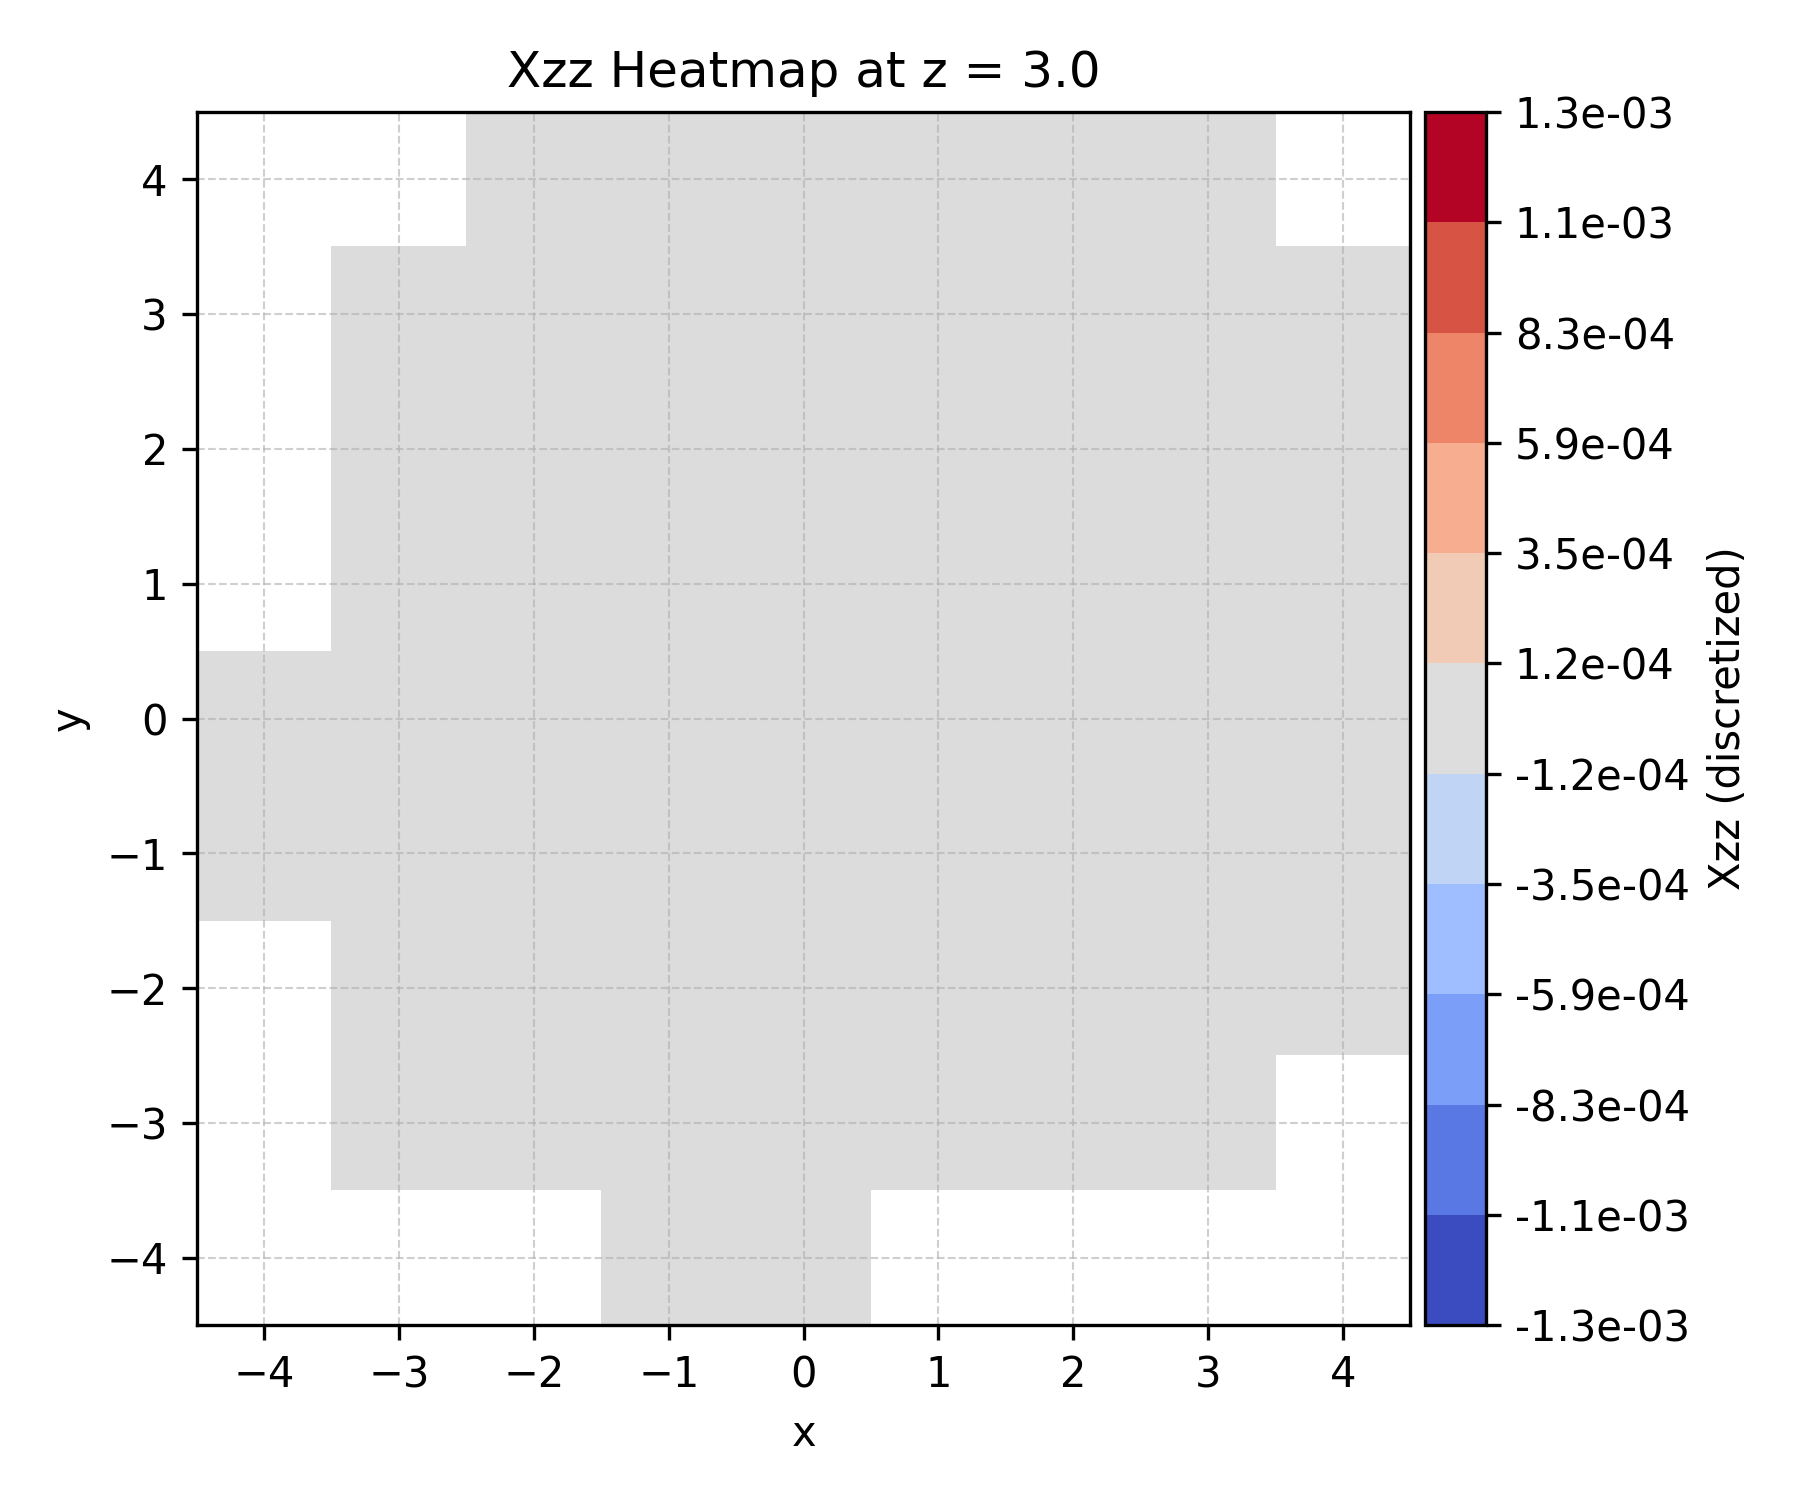 Xzz Heatmap at z = 3.0
4
3
2
1
0
−1
−2
−3
−4
y
−4 −3 −2 −1 0 1 2 3 4
x
1.3e-03
1.1e-03
8.3e-04
5.9e-04
3.5e-04
1.2e-04
-1.2e-04
-3.5e-04
-5.9e-04
-8.3e-04
-1.1e-03
-1.3e-03
Xzz (discretized)